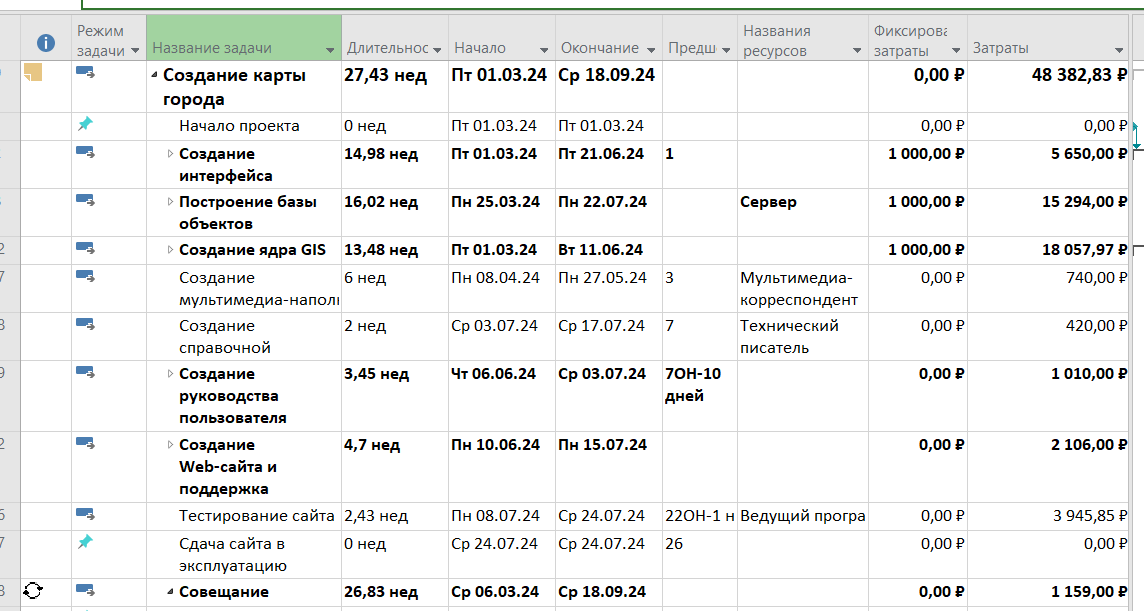 Режим задачи Название задачи Длительнос Начало Окончание Предш Названия ресурсов Фиксирова затраты Затраты
Создание карты города 27,43 нед Пт 01.03.24 Ср 18.09.24 0,00 ₽ 48 382,83 ₽
Начало проекта 0 нед Пт 01.03.24 Пт 01.03.24 0,00 ₽ 0,00 ₽
Создание интерфейса 14,98 нед Пт 01.03.24 Пт 21.06.24 1 1 000,00 ₽ 5 650,00 ₽
Построение базы объектов 16,02 нед Пн 25.03.24 Пн 22.07.24 Сервер 1 000,00 ₽ 15 294,00 ₽
Создание ядра GIS 13,48 нед Пт 01.03.24 Вт 11.06.24 1 000,00 ₽ 18 057,97 ₽
Создание мультимедиа-наполн 6 нед Пн 08.04.24 Пн 27.05.24 3 Мультимедиа-корреспондент 0,00 ₽ 740,00 ₽
Создание справочной 2 нед Ср 03.07.24 Ср 17.07.24 7 Технический писатель 0,00 ₽ 420,00 ₽
Создание руководства пользователя 3,45 нед Чт 06.06.24 Ср 03.07.24 7ОН-10 дней 0,00 ₽ 1 010,00 ₽
Создание Web-сайта и поддержка 4,7 нед Пн 10.06.24 Пн 15.07.24 0,00 ₽ 2 106,00 ₽
Тестирование сайта 2,43 нед Пн 08.07.24 Ср 24.07.24 22ОН-1 н Ведущий програ 0,00 ₽ 3 945,85 ₽
Сдача сайта в эксплуатацию 0 нед Ср 24.07.24 Ср 24.07.24 26 0,00 ₽ 0,00 ₽
Совещание 26,83 нед Ср 06.03.24 Ср 18.09.24 0,00 ₽ 1 159,00 ₽